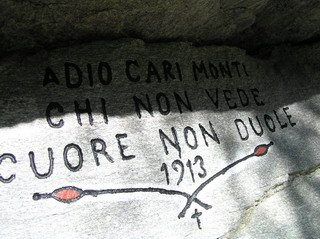 ADIO CARI MONTI
CHI NON VEDE
CUORE NON DUOLE
1913